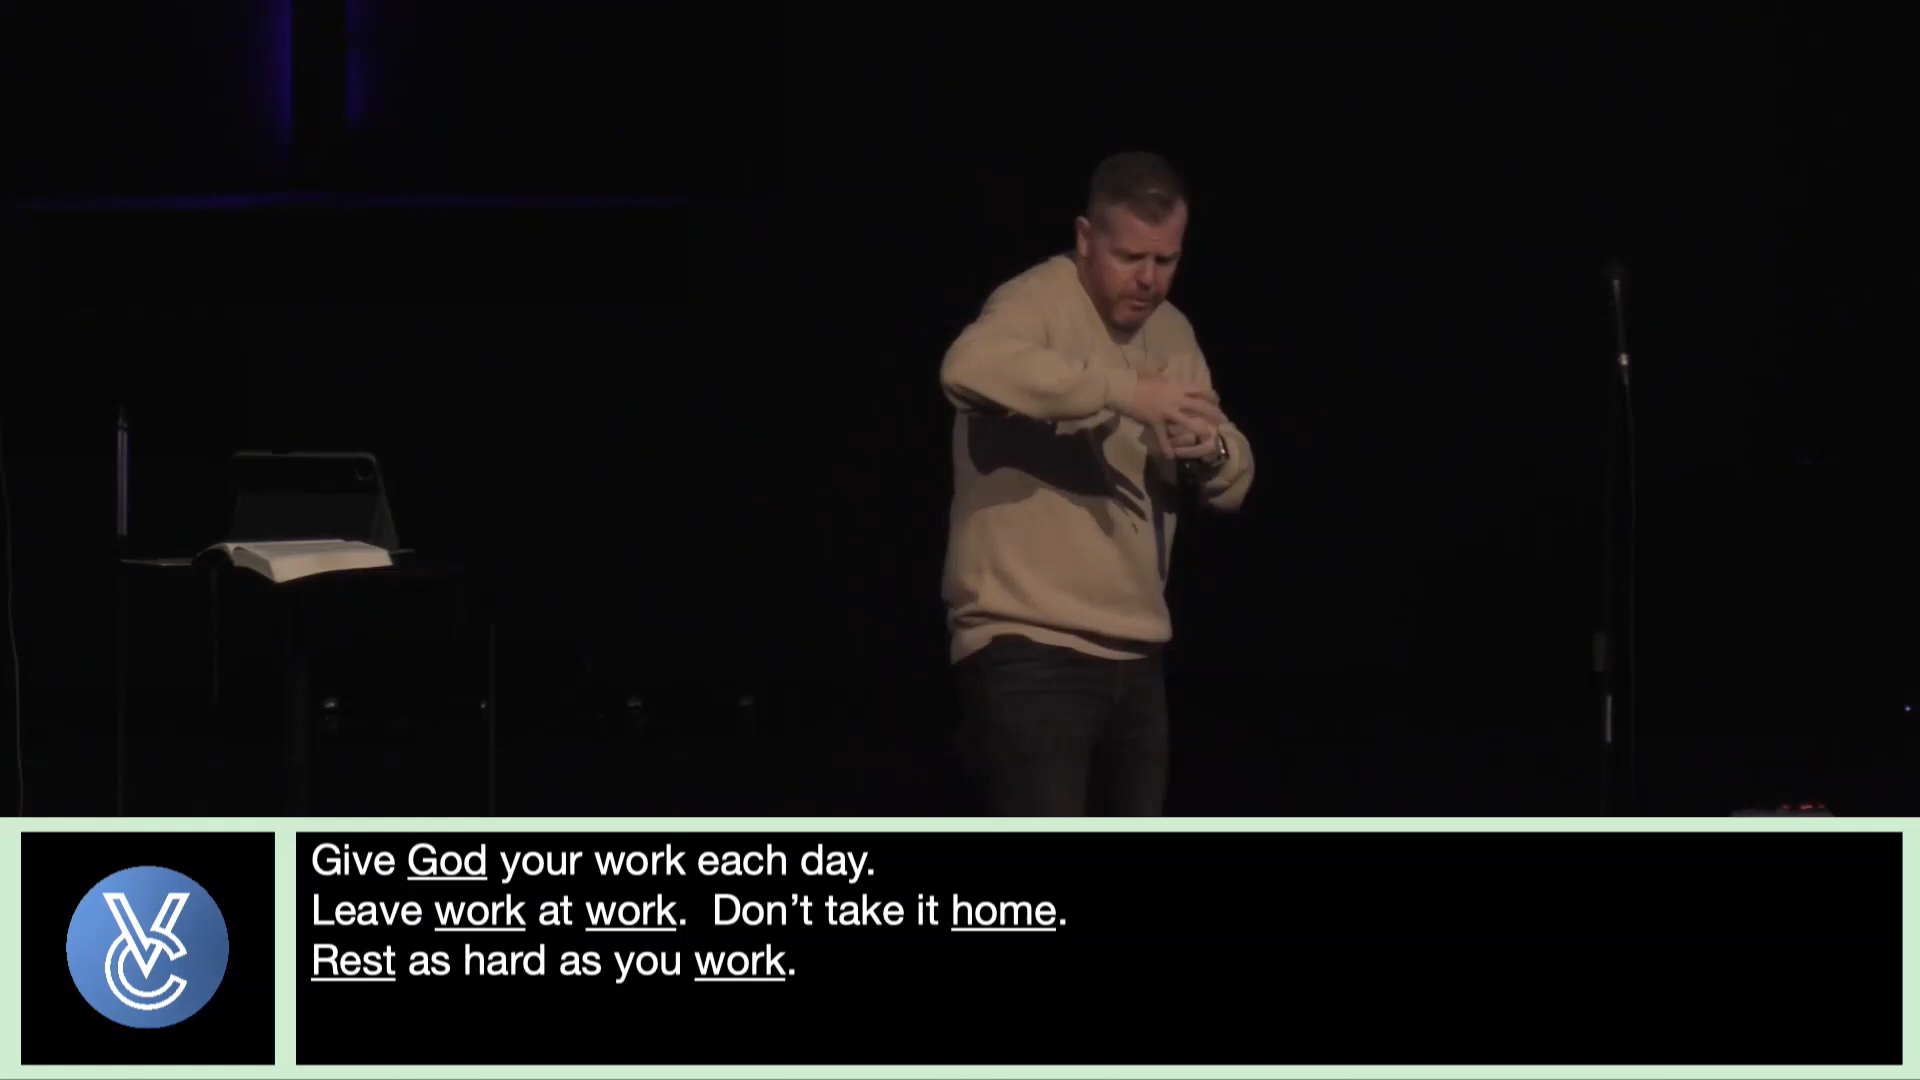 Give God your work each day.
Leave work at work.  Don’t take it home.
Rest as hard as you work.
VC